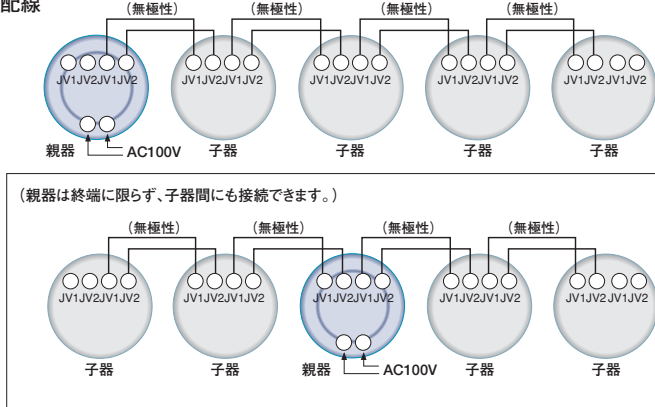 配線
(無極性) (無極性) (無極性) (無極性)
JV1JV2JV1JV2 JV1JV2JV1JV2 JV1JV2JV1JV2 JV1JV2JV1JV2 JV1JV2JV1JV2
親器 AC100V 子器 子器 子器 子器
(親器は終端に限らず、子器間にも接続できます。)
(無極性) (無極性) (無極性) (無極性)
JV1JV2JV1JV2 JV1JV2JV1JV2 JV1JV2JV1JV2 JV1JV2JV1JV2 JV1JV2JV1JV2
子器 子器 親器 AC100V 子器 子器